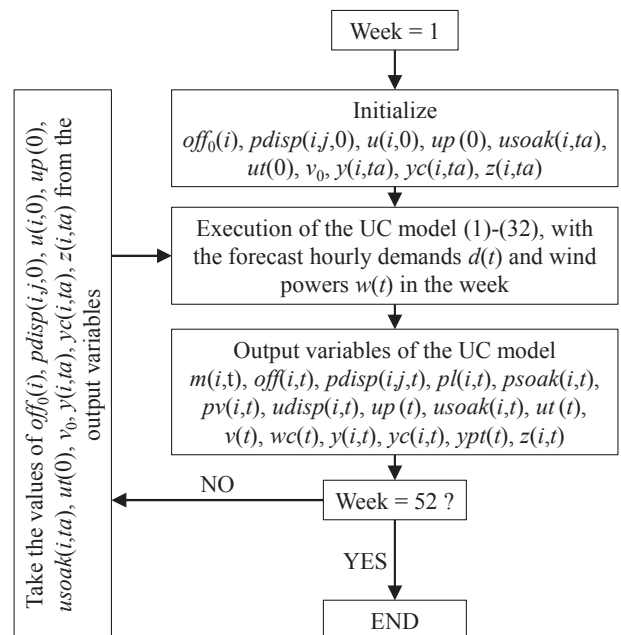 Week = 1
Initialize
off₀(i), pdisp(i,j,0), u(i,0), up (0), usoak(i,ta),
ut(0), v₀, y(i,ta), yc(i,ta), z(i,ta)
Execution of the UC model (1)-(32), with
the forecast hourly demands d(t) and wind
powers w(t) in the week
Output variables of the UC model
m(i,t), off(i,t), pdisp(i,j,t), pl(i,t), psoak(i,t),
pv(i,t), udisp(i,t), up (t), usoak(i,t), ut (t),
v(t), wc(t), y(i,t), yc(i,t), ypt(t), z(i,t)
Week = 52 ?
NO
Take the values of off₀(i), pdisp(i,j,0), u(i,0), up (0),
usoak(i,ta), ut(0), v₀, y(i,ta), yc(i,ta), z(i,ta) from the
output variables
YES
END